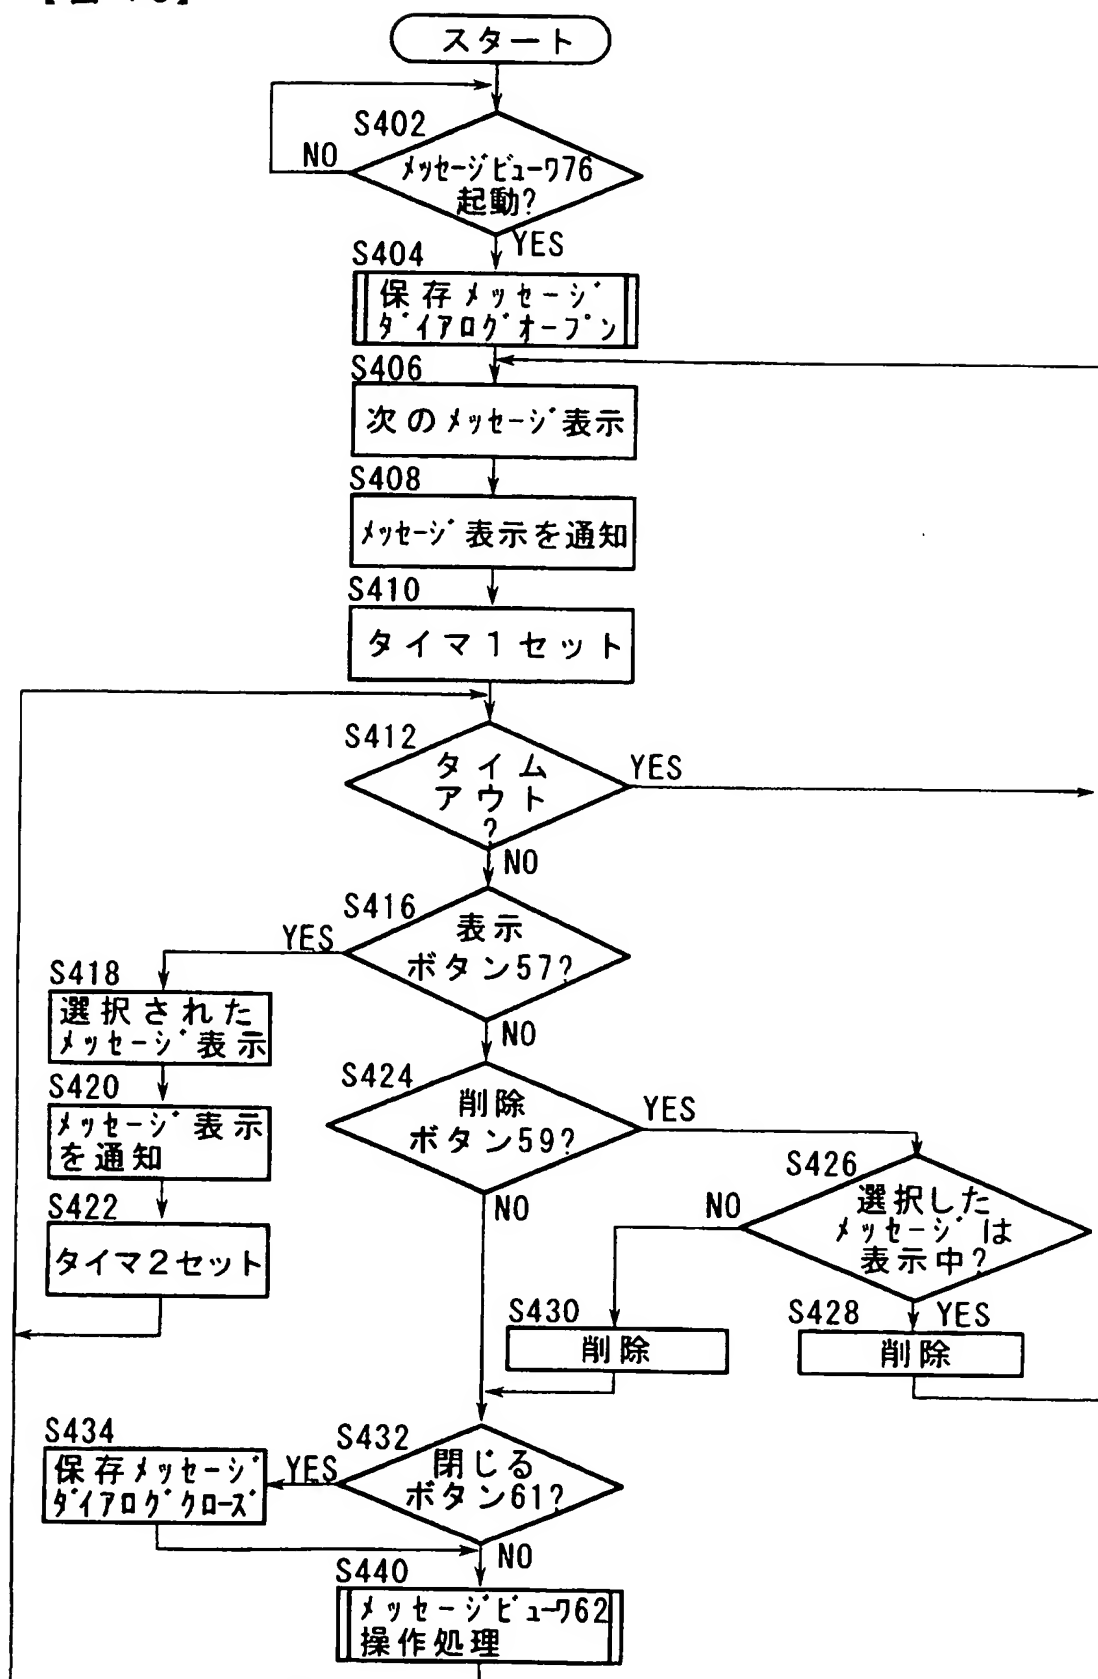 スタート
S402
NO
メッセージビューワ76
起動?
YES
S404
保存メッセージ
ダイアログオープン
S406
次のメッセージ表示
S408
メッセージ表示を通知
S410
タイマ1セット
S412
タイム
アウト
?
YES
NO
S416
表示
ボタン57?
YES
NO
S418
選択された
メッセージ表示
S420
メッセージ表示
を通知
S422
タイマ2セット
S424
削除
ボタン59?
YES
NO
S426
選択した
メッセージは
表示中?
NO
YES
S430
削除
S428
削除
S432
閉じる
ボタン61?
YES
NO
S434
保存メッセージ
ダイアログクローズ
S440
メッセージビューワ62
操作処理